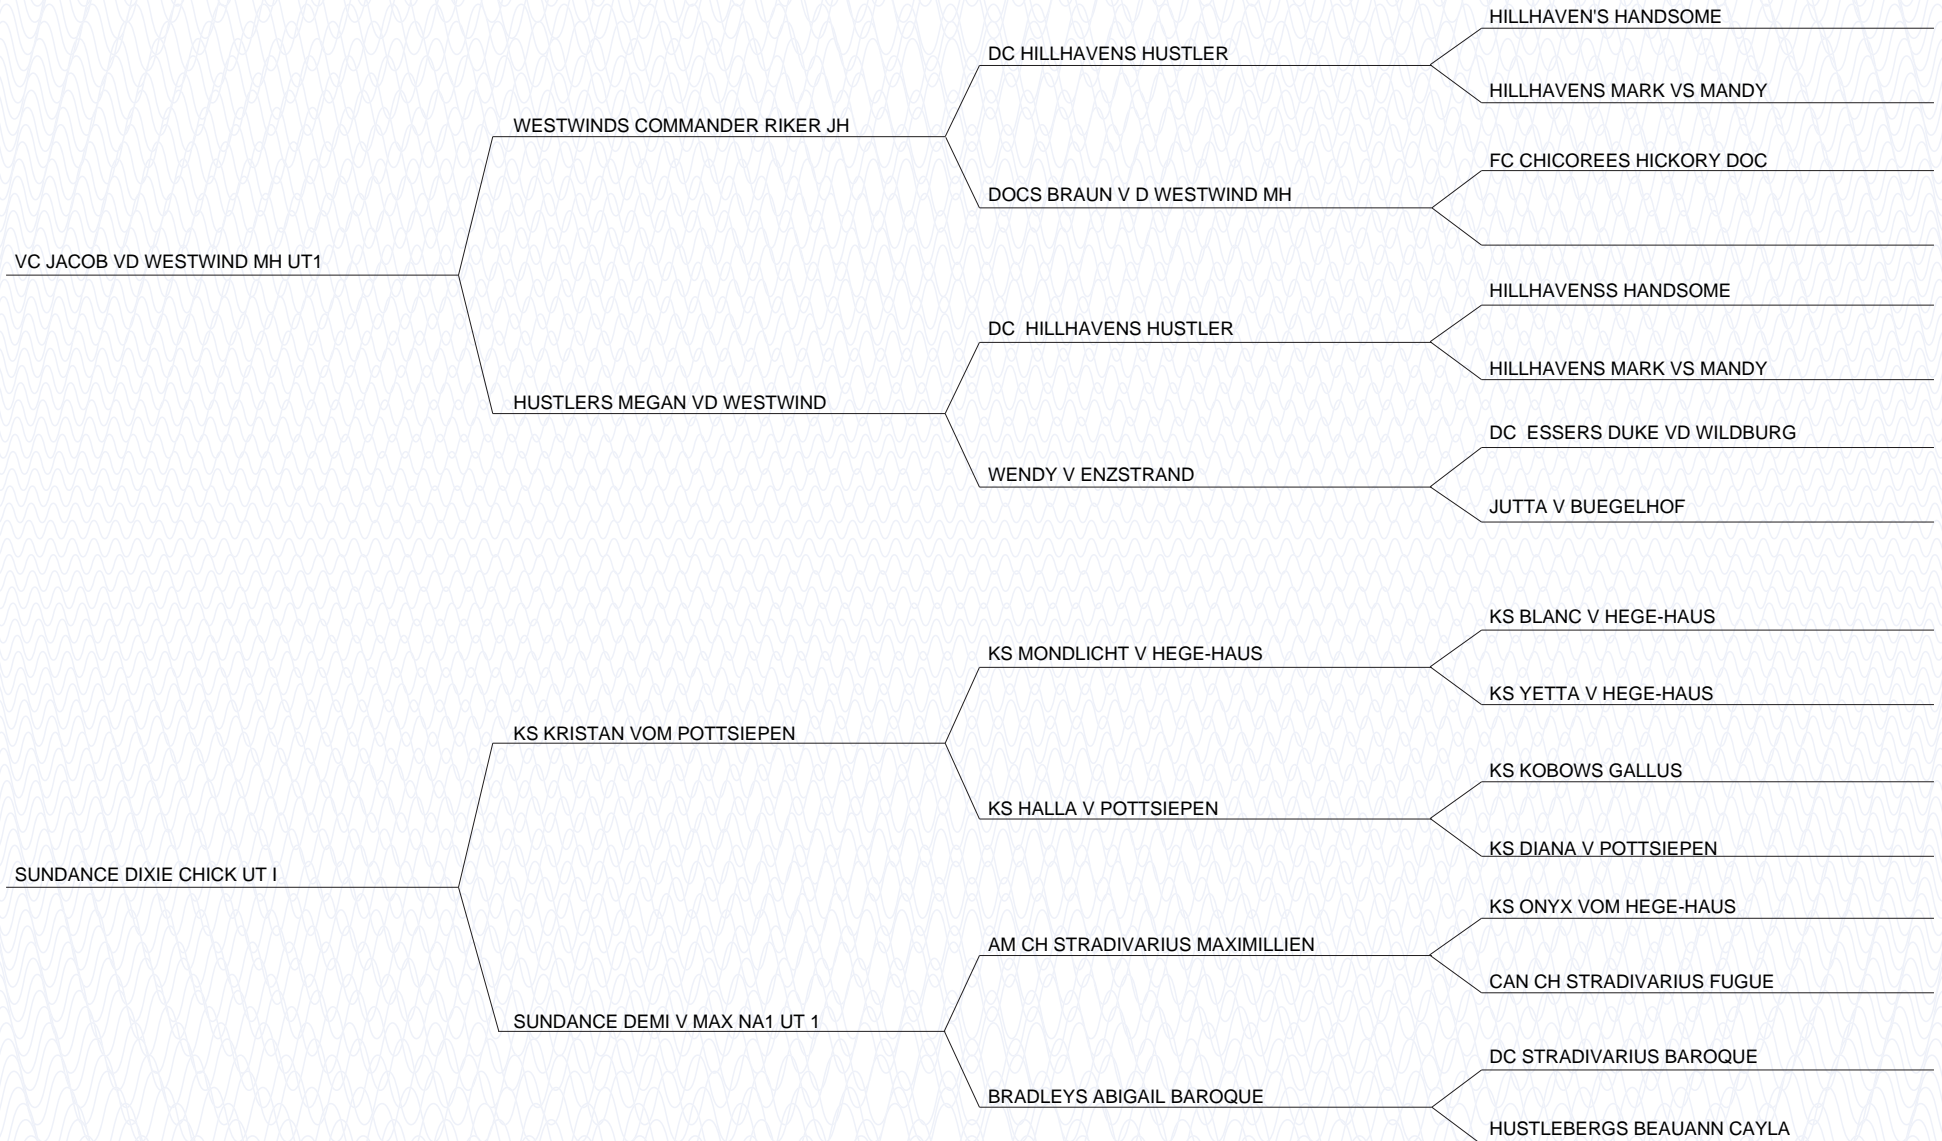 HILLHAVEN'S HANDSOME
DC HILLHAVENS HUSTLER
HILLHAVENS MARK VS MANDY
WESTWINDS COMMANDER RIKER JH
FC CHICOREES HICKORY DOC
DOCS BRAUN V D WESTWIND MH
VC JACOB VD WESTWIND MH UT1
HILLHAVENSS HANDSOME
DC  HILLHAVENS HUSTLER
HILLHAVENS MARK VS MANDY
HUSTLERS MEGAN VD WESTWIND
DC  ESSERS DUKE VD WILDBURG
WENDY V ENZSTRAND
JUTTA V BUEGELHOF
KS BLANC V HEGE-HAUS
KS MONDLICHT V HEGE-HAUS
KS YETTA V HEGE-HAUS
KS KRISTAN VOM POTTSIEPEN
KS KOBOWS GALLUS
KS HALLA V POTTSIEPEN
KS DIANA V POTTSIEPEN
SUNDANCE DIXIE CHICK UT I
KS ONYX VOM HEGE-HAUS
AM CH STRADIVARIUS MAXIMILLIEN
CAN CH STRADIVARIUS FUGUE
SUNDANCE DEMI V MAX NA1 UT 1
DC STRADIVARIUS BAROQUE
BRADLEYS ABIGAIL BAROQUE
HUSTLEBERGS BEAUANN CAYLA